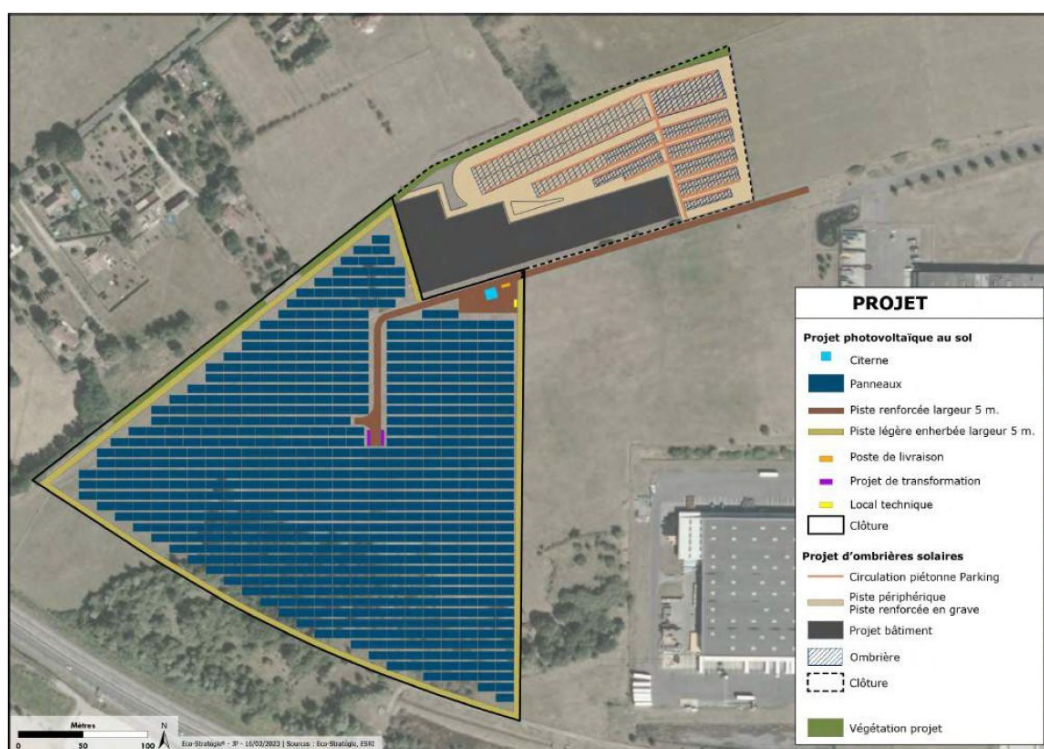 PROJET
Projet photovoltaïque au sol
Citerne
Panneaux
Piste renforcée largeur 5 m.
Piste légère enherbée largeur 5 m.
Poste de livraison
Projet de transformation
Local technique
Clôture
Projet d'ombrières solaires
Circulation piétonne Parking
Piste périphérique
Piste renforcée en grave
Projet bâtiment
Ombrière
Clôture
Végétation projet
Mètres
N
0 50 100
Eco-Stratégie® - JP - 16/02/2023 | Sources : Eco-Stratégie, ESRI